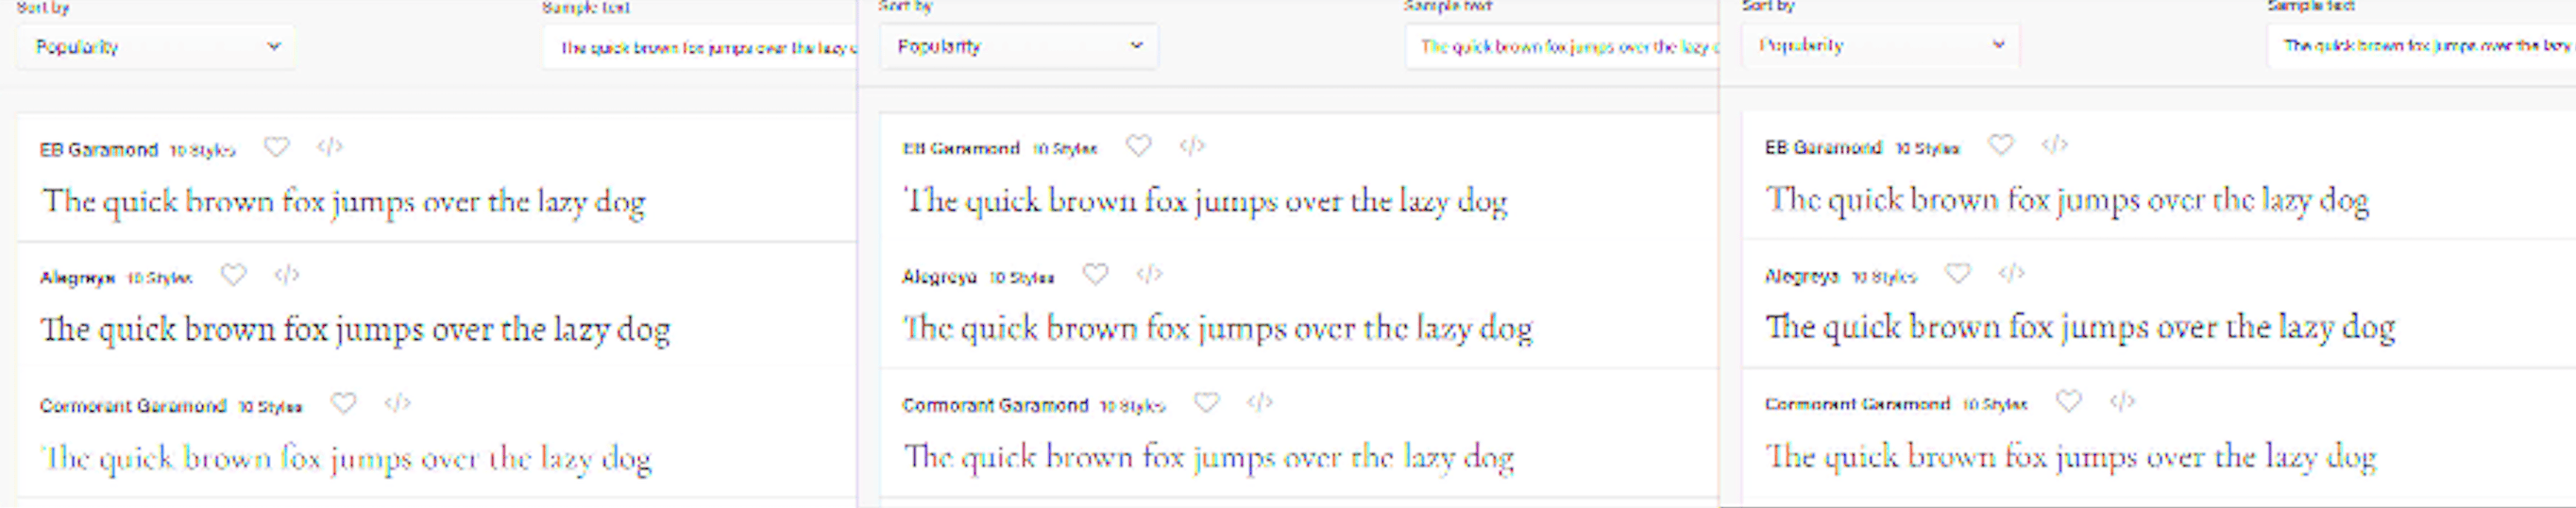 Sort by Sample text
Popularity The quick brown fox jumps over the lazy
EB Garamond 10 Styles </>
The quick brown fox jumps over the lazy dog
Alegreya 10 Styles </>
The quick brown fox jumps over the lazy dog
Cormorant Garamond 10 Styles </>
The quick brown fox jumps over the lazy dog
Sort by Sample text
Popularity The quick brown fox jumps over the lazy
EB Garamond 10 Styles </>
The quick brown fox jumps over the lazy dog
Alegreya 10 Styles </>
The quick brown fox jumps over the lazy dog
Cormorant Garamond 10 Styles </>
The quick brown fox jumps over the lazy dog
Sort by Sample text
Popularity The quick brown fox jumps over the lazy
EB Garamond 10 Styles </>
The quick brown fox jumps over the lazy dog
Alegreya 10 Styles </>
The quick brown fox jumps over the lazy dog
Cormorant Garamond 10 Styles </>
The quick brown fox jumps over the lazy dog